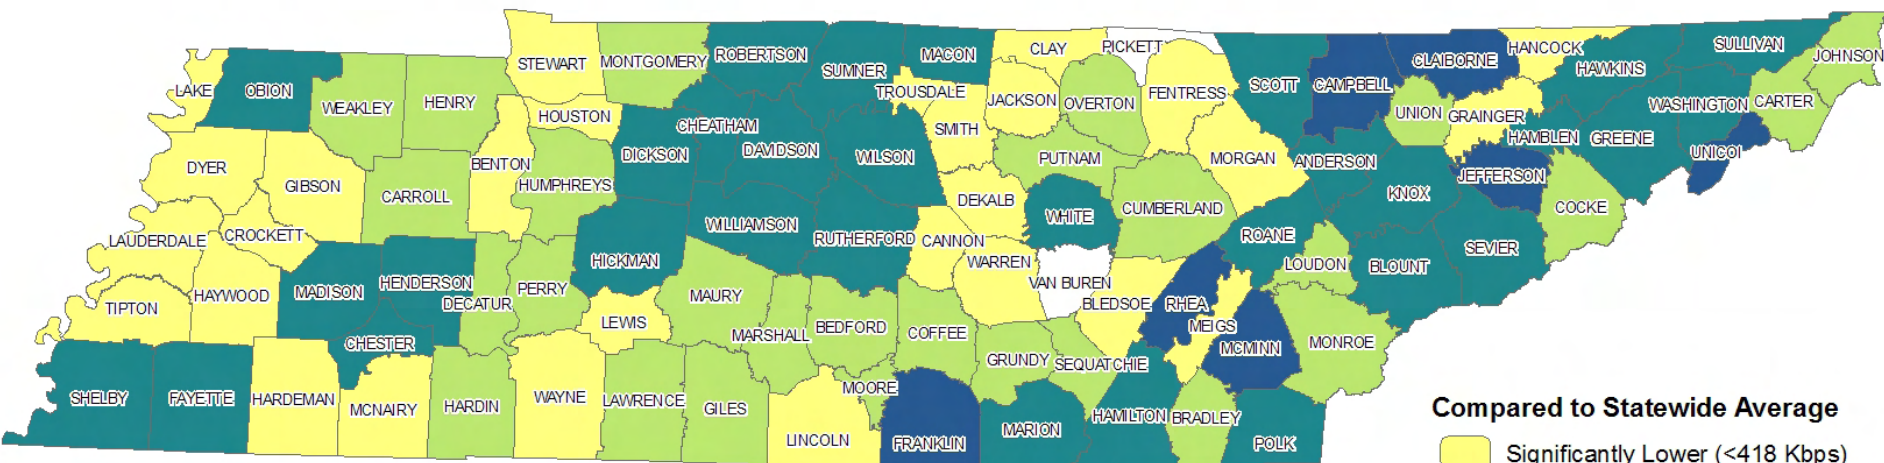 STEWART
MONTGOMERY
ROBERTSON
SUMNER
MACON
CLAY
PICKETT
SCOTT
CAMPBELL
CLAIBORNE
HANCOCK
HAWKINS
SULLIVAN
JOHNSON
LAKE
OBION
WEAKLEY
HENRY
HOUSTON
TROUSDALE
JACKSON
OVERTON
FENTRESS
UNION
GRAINGER
HAMBLEN
GREENE
WASHINGTON
CARTER
UNICOI
DYER
GIBSON
CARROLL
BENTON
HUMPHREYS
DICKSON
CHEATHAM
DAVIDSON
WILSON
SMITH
PUTNAM
MORGAN
ANDERSON
KNOX
JEFFERSON
COCKE
LAUDERDALE
CROCKETT
HICKMAN
WILLIAMSON
RUTHERFORD
CANNON
DEKALB
WHITE
CUMBERLAND
ROANE
LOUDON
BLOUNT
SEVIER
TIPTON
HAYWOOD
MADISON
HENDERSON
DECATUR
PERRY
LEWIS
MAURY
MARSHALL
BEDFORD
COFFEE
WARREN
VAN BUREN
BLEDSOE
RHEA
MEIGS
MCMINN
MONROE
SHELBY
FAYETTE
HARDEMAN
CHESTER
MCNAIRY
HARDIN
WAYNE
LAWRENCE
GILES
LINCOLN
MOORE
FRANKLIN
GRUNDY
SEQUATCHIE
MARION
HAMILTON
BRADLEY
POLK
Compared to Statewide Average
Significantly Lower (<418 Kbps)